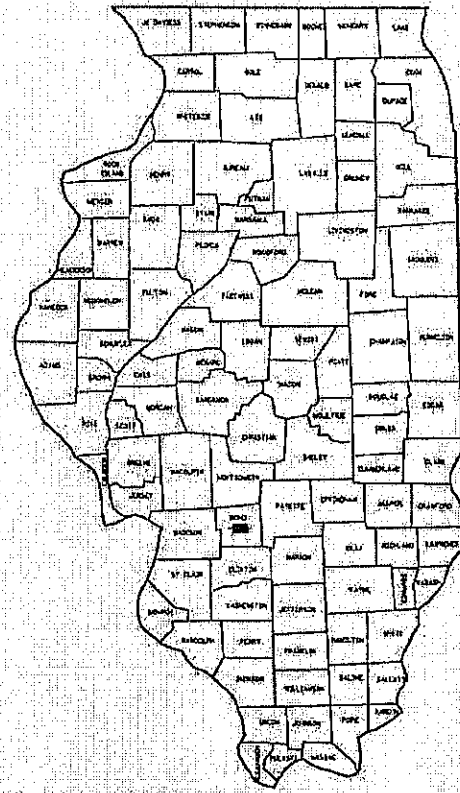 JO DAVIESS
STEPHENSON
WINNEBAGO
BOONE
MCHENRY
LAKE
CARROLL
OGLE
DEKALB
KANE
COOK
DUPAGE
WHITESIDE
LEE
KENDALL
WILL
ROCK
ISLAND
HENRY
BUREAU
LASALLE
GRUNDY
MERCER
PUTNAM
KANKAKEE
KNOX
STARK
MARSHALL
LIVINGSTON
WARREN
PEORIA
WOODFORD
IROQUOIS
HENDERSON
HANCOCK
MCDONOUGH
FULTON
TAZEWELL
MCLEAN
FORD
MASON
LOGAN
DEWITT
CHAMPAIGN
VERMILION
SCHUYLER
ADAMS
BROWN
CASS
MENARD
PIATT
MACON
SANGAMON
DOUGLAS
EDGAR
PIKE
SCOTT
MORGAN
MOULTRIE
COLES
CHRISTIAN
SHELBY
CUMBERLAND
CLARK
GREENE
MACOUPIN
MONTGOMERY
CALHOUN
JERSEY
FAYETTE
EFFINGHAM
JASPER
CRAWFORD
BOND
MADISON
MARION
CLAY
RICHLAND
LAWRENCE
ST CLAIR
CLINTON
WAYNE
EDWARDS
WABASH
MONROE
WASHINGTON
JEFFERSON
RANDOLPH
PERRY
HAMILTON
WHITE
FRANKLIN
JACKSON
WILLIAMSON
SALINE
GALLATIN
UNION
JOHNSON
POPE
HARDIN
ALEXANDER
PULASKI
MASSAC